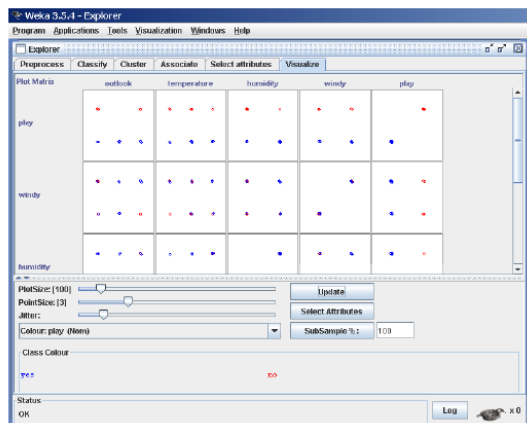 Weka 3.5.4 - Explorer
Program Applications Tools Visualization Windows Help
Explorer
Preprocess Classify Cluster Associate Select attributes Visualize
Plot Matrix outlook temperature humidity windy play
play
windy
humidity
PlotSize: [100]
PointSize: [3]
Jitter:
Update
Select Attributes
Colour: play (Nom)
SubSample % :
100
Class Colour
yes no
Status
OK
Log
x 0